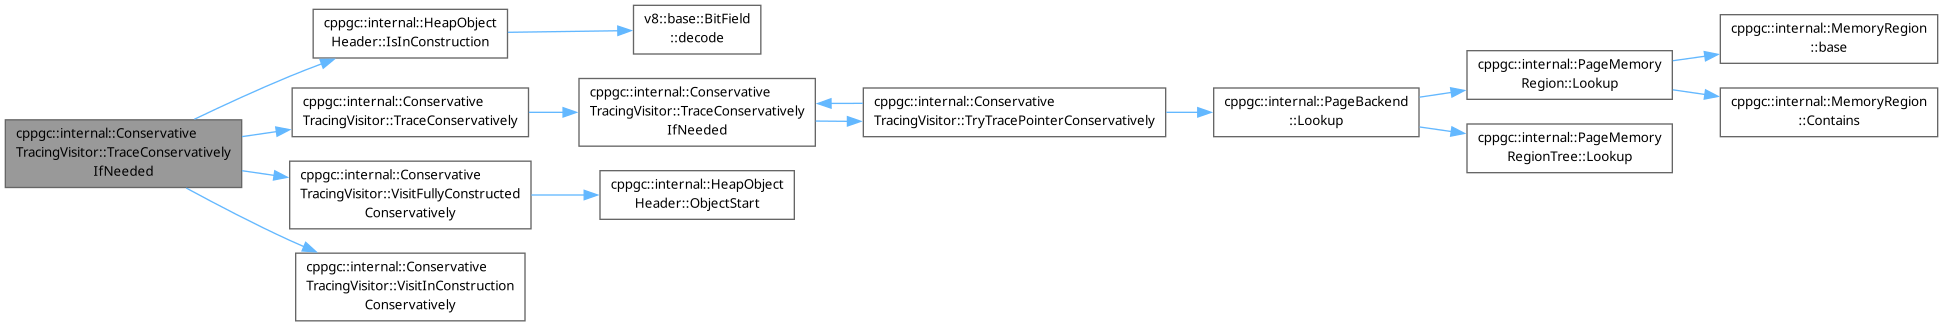 cppgc::internal::Conservative
TracingVisitor::TraceConservatively
IfNeeded
cppgc::internal::HeapObject
Header::IsInConstruction
v8::base::BitField
::decode
cppgc::internal::Conservative
TracingVisitor::TraceConservatively
cppgc::internal::Conservative
TracingVisitor::TraceConservatively
IfNeeded
cppgc::internal::Conservative
TracingVisitor::TryTracePointerConservatively
cppgc::internal::PageBackend
::Lookup
cppgc::internal::PageMemory
Region::Lookup
cppgc::internal::MemoryRegion
::base
cppgc::internal::MemoryRegion
::Contains
cppgc::internal::PageMemory
RegionTree::Lookup
cppgc::internal::Conservative
TracingVisitor::VisitFullyConstructed
Conservatively
cppgc::internal::HeapObject
Header::ObjectStart
cppgc::internal::Conservative
TracingVisitor::VisitInConstruction
Conservatively